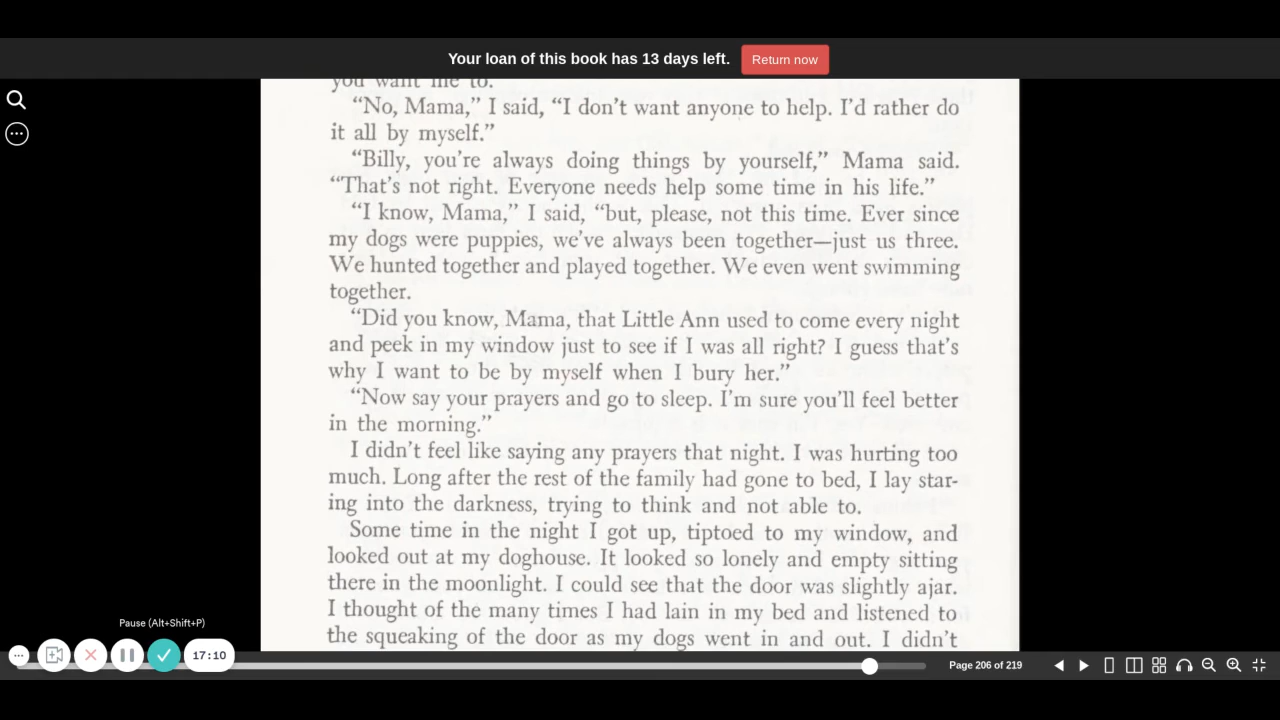 Your loan of this book has 13 days left. Return now
you want me to.
“No, Mama,” I said, “I don’t want anyone to help. I’d rather do
it all by myself.”
“Billy, you’re always doing things by yourself,” Mama said.
“That’s not right. Everyone needs help some time in his life.”
“I know, Mama,” I said, “but, please, not this time. Ever since
my dogs were puppies, we’ve always been together—just us three.
We hunted together and played together. We even went swimming
together.
“Did you know, Mama, that Little Ann used to come every night
and peek in my window just to see if I was all right? I guess that’s
why I want to be by myself when I bury her.”
“Now say your prayers and go to sleep. I’m sure you’ll feel better
in the morning.”
I didn’t feel like saying any prayers that night. I was hurting too
much. Long after the rest of the family had gone to bed, I lay star-
ing into the darkness, trying to think and not able to.
Some time in the night I got up, tiptoed to my window, and
looked out at my doghouse. It looked so lonely and empty sitting
there in the moonlight. I could see that the door was slightly ajar.
I thought of the many times I had lain in my bed and listened to
the squeaking of the door as my dogs went in and out. I didn’t
Pause (Alt+Shift+P)
17:10
Page 206 of 219